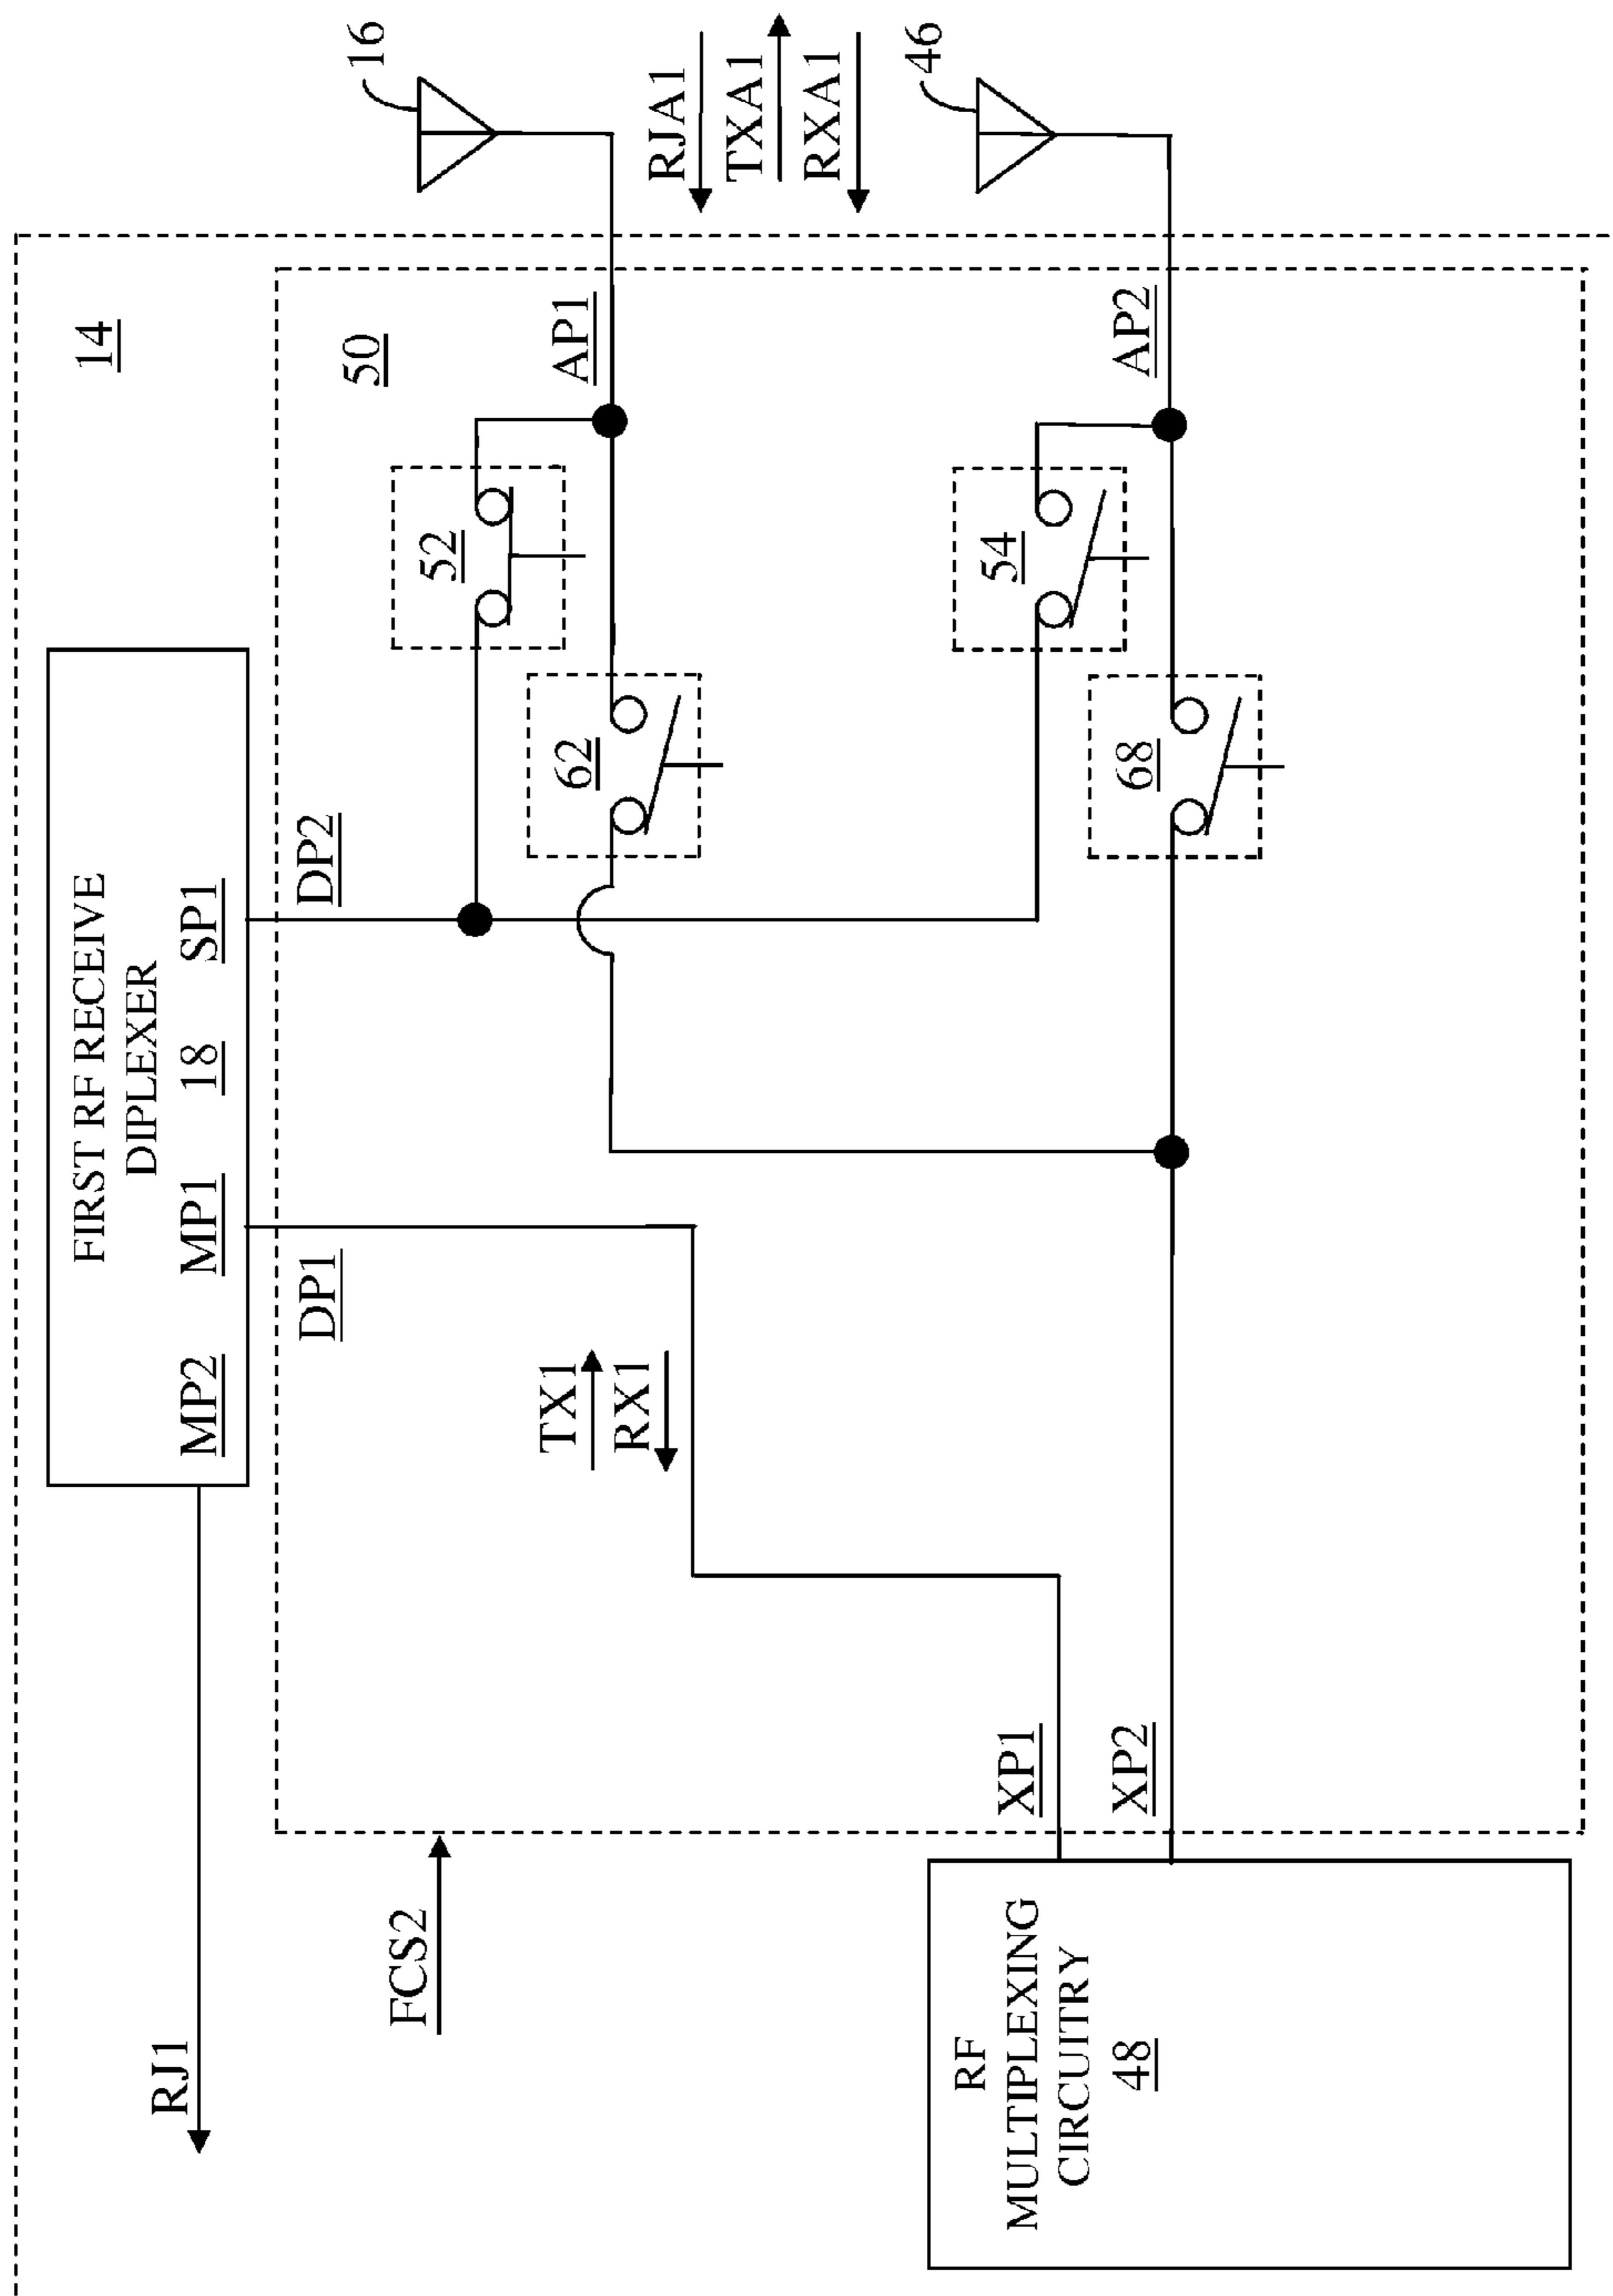 14
FIRST RF RECEIVE
DIPLEXER
MP2 MP1 18 SP1
RJ1
FCS2
50
DP1
DP2
52
62
AP1
16
TX1
RX1
RJA1
TXA1
RXA1
54
68
AP2
46
XP1
XP2
RF
MULTIPLEXING
CIRCUITRY
48